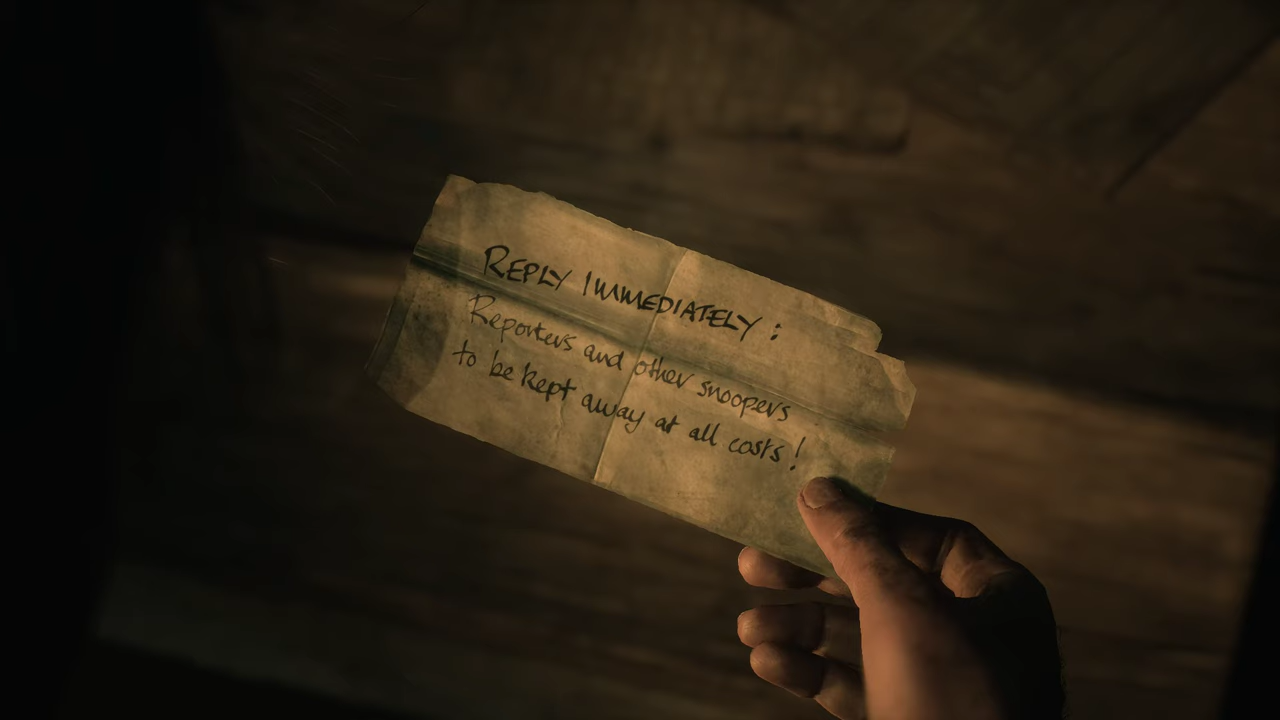 REPLY IMMEDIATELY:
Reporters and other snoopers
to be kept away at all costs!